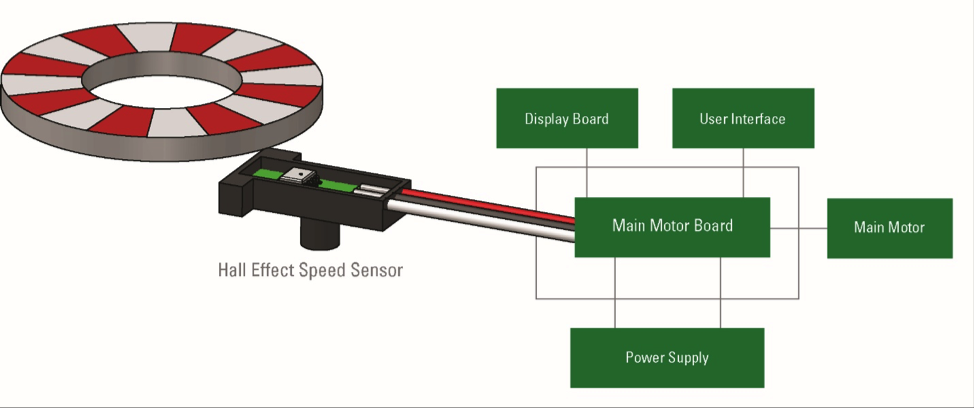 Display Board
User Interface
Main Motor Board
Main Motor
Hall Effect Speed Sensor
Power Supply